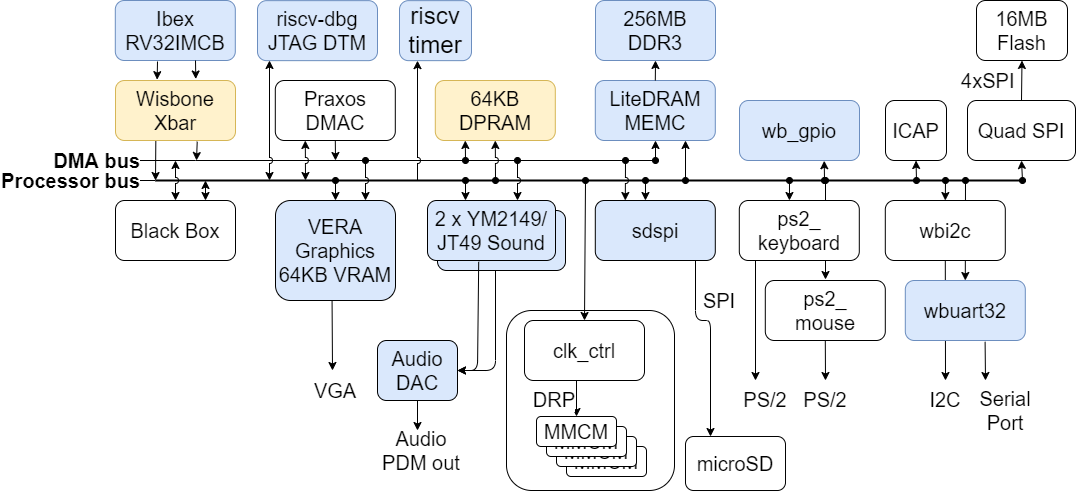 Ibex
RV32IMCB
riscv-dbg
JTAG DTM
riscv
timer
256MB
DDR3
16MB
Flash
4xSPI
Wisbone
Xbar
Praxos
DMAC
64KB
DPRAM
LiteDRAM
MEMC
wb_gpio
ICAP
Quad SPI
DMA bus
Processor bus
Black Box
VERA
Graphics
64KB VRAM
2 x YM2149/
JT49 Sound
sdspi
ps2_
keyboard
wbi2c
SPI
ps2_
mouse
wbuart32
Audio
DAC
clk_ctrl
VGA
DRP
PS/2
PS/2
I2C
Serial
Port
MMCM
MMCM
MMCM
MMCM
Audio
PDM out
microSD